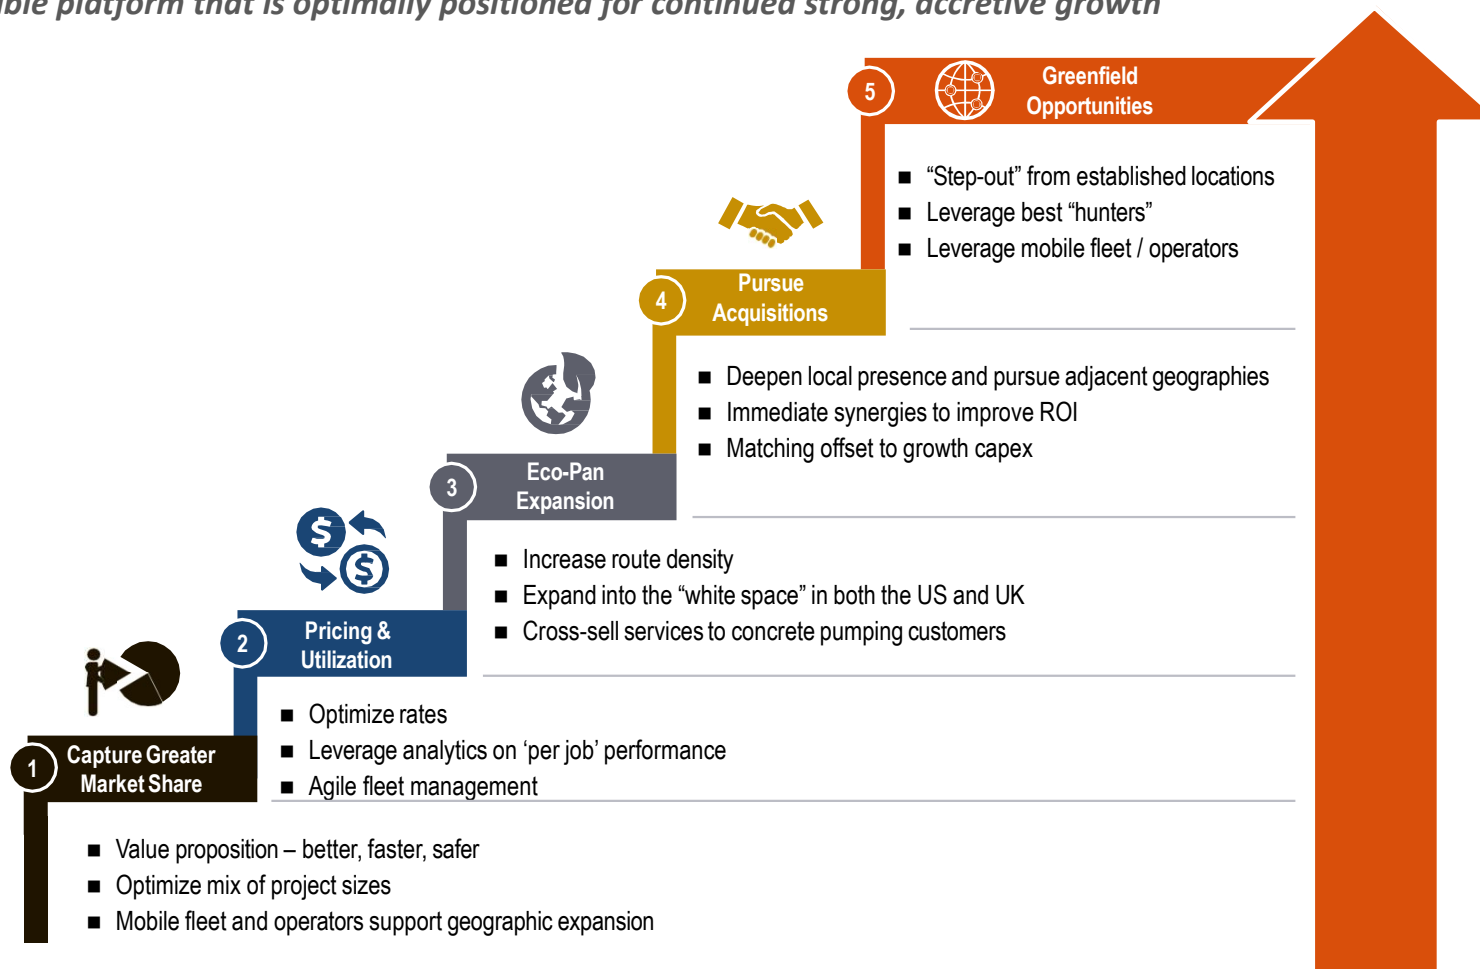 platform that is optimally positioned for continued strong, accretive growth
5
Greenfield
Opportunities
■ “Step-out” from established locations
■ Leverage best “hunters”
■ Leverage mobile fleet / operators
4
Pursue
Acquisitions
■ Deepen local presence and pursue adjacent geographies
■ Immediate synergies to improve ROI
■ Matching offset to growth capex
3
Eco-Pan
Expansion
■ Increase route density
■ Expand into the “white space” in both the US and UK
■ Cross-sell services to concrete pumping customers
$
$
2
Pricing &
Utilization
■ Optimize rates
■ Leverage analytics on ‘per job’ performance
■ Agile fleet management
1
Capture Greater
Market Share
■ Value proposition – better, faster, safer
■ Optimize mix of project sizes
■ Mobile fleet and operators support geographic expansion